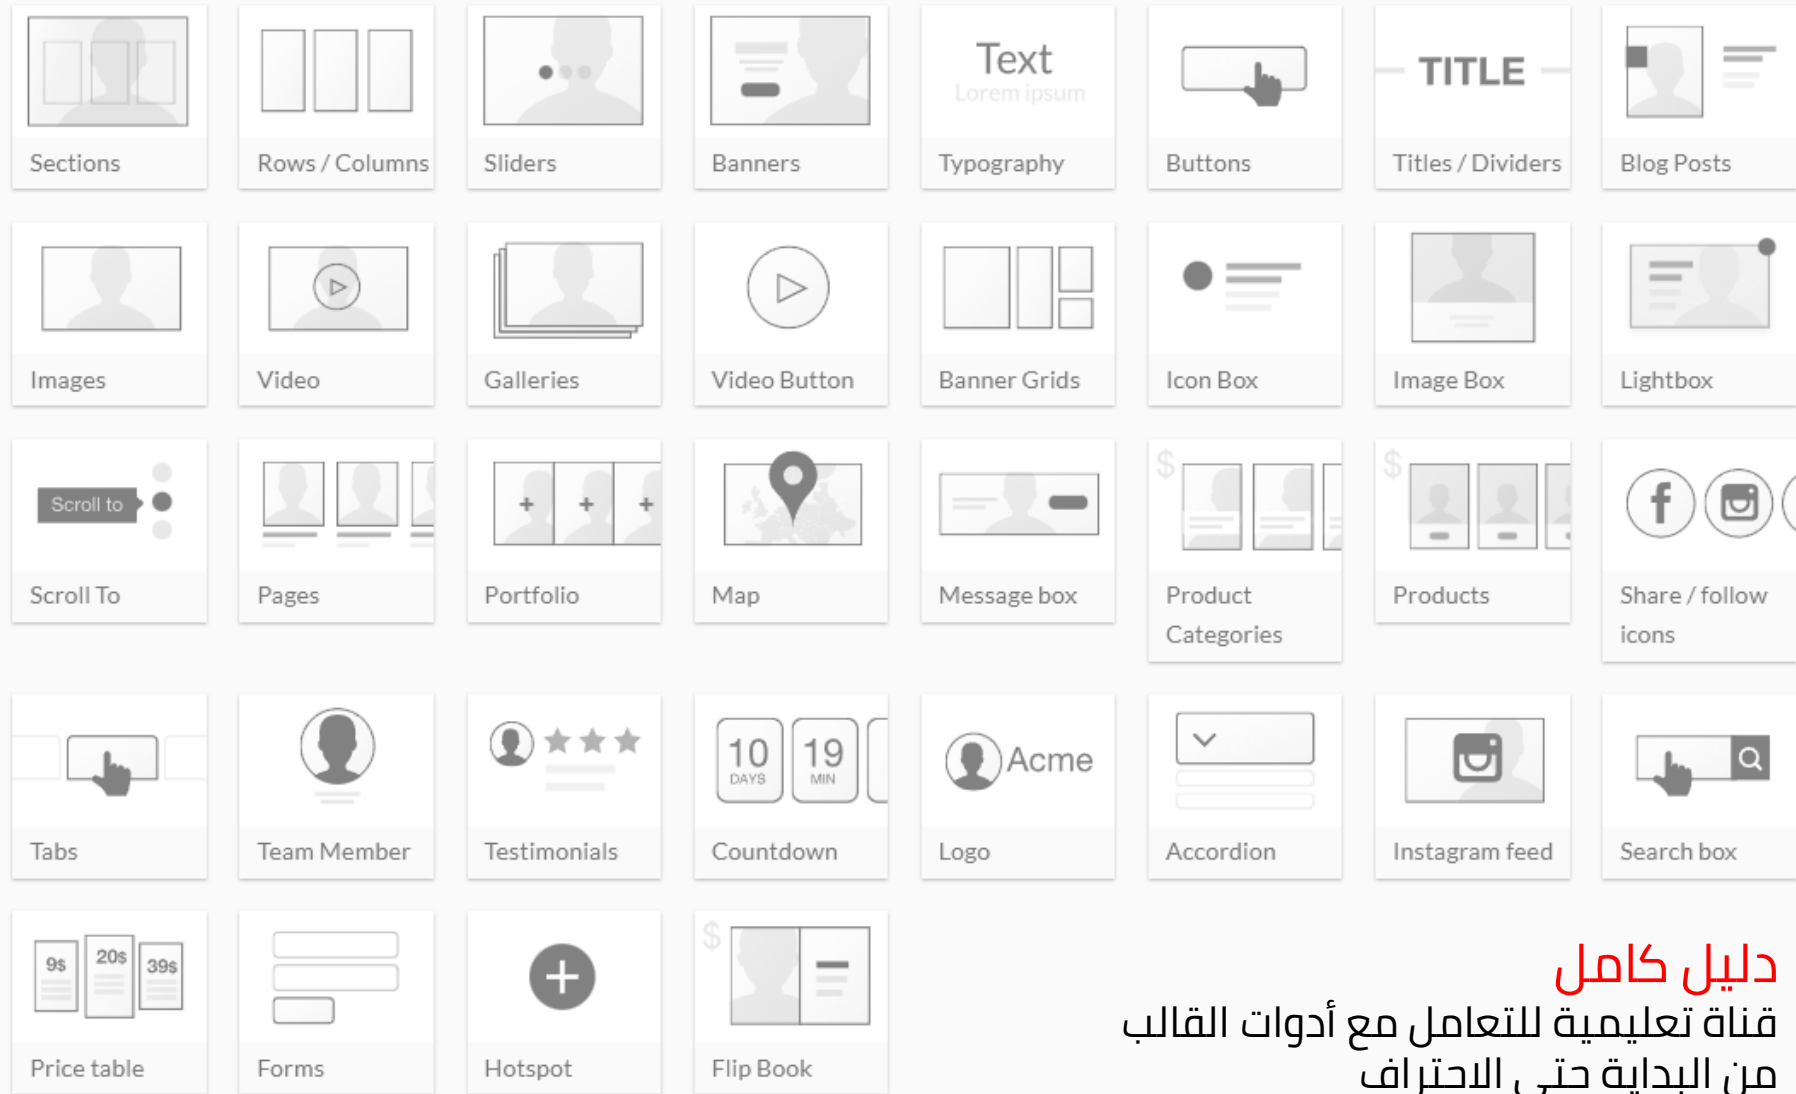 Text
Lorem ipsum
TITLE
Sections
Rows / Columns
Sliders
Banners
Typography
Buttons
Titles / Dividers
Blog Posts
Images
Video
Galleries
Video Button
Banner Grids
Icon Box
Image Box
Lightbox
Scroll to
$
$
f
Scroll To
Pages
Portfolio
Map
Message box
Product
Categories
Products
Share / follow
icons
10
DAYS
19
MIN
Acme
Tabs
Team Member
Testimonials
Countdown
Logo
Accordion
Instagram feed
Search box
9$
20$
39$
$
Price table
Forms
Hotspot
Flip Book
دليل كامل
قناة تعليمية للتعامل مع أدوات القالب
من البداية حتى الاحتراف